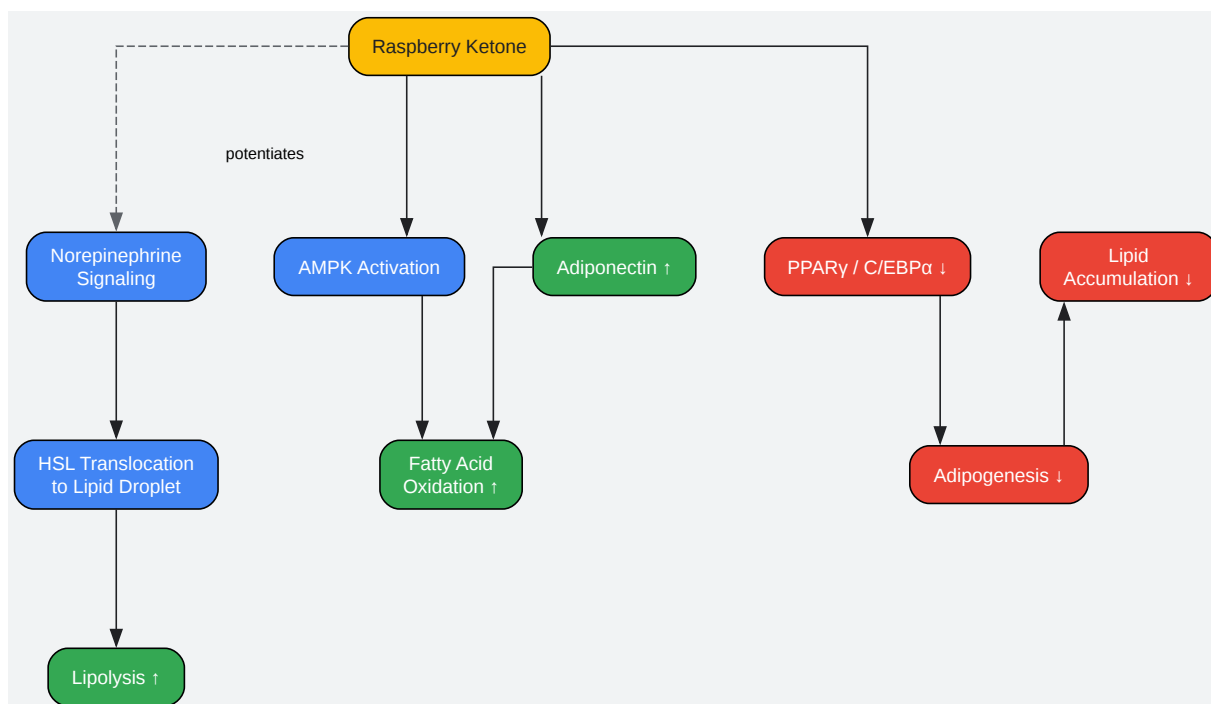 Raspberry Ketone
potentiates
Norepinephrine
Signaling
AMPK Activation
Adiponectin ↑
PPARγ / C/EBPα ↓
Lipid
Accumulation ↓
HSL Translocation
to Lipid Droplet
Fatty Acid
Oxidation ↑
Adipogenesis ↓
Lipolysis ↑